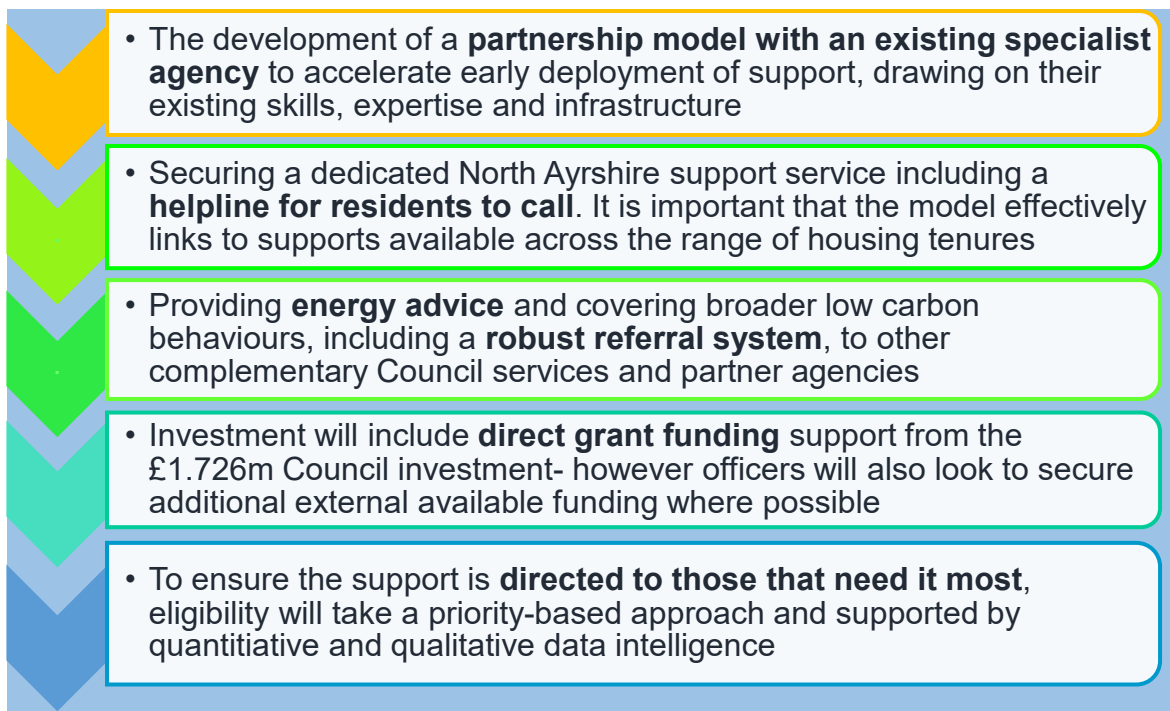 • The development of a partnership model with an existing specialist
agency to accelerate early deployment of support, drawing on their
existing skills, expertise and infrastructure
• Securing a dedicated North Ayrshire support service including a
helpline for residents to call. It is important that the model effectively
links to supports available across the range of housing tenures
• Providing energy advice and covering broader low carbon
behaviours, including a robust referral system, to other
complementary Council services and partner agencies
• Investment will include direct grant funding support from the
£1.726m Council investment- however officers will also look to secure
additional external available funding where possible
• To ensure the support is directed to those that need it most,
eligibility will take a priority-based approach and supported by
quantitiative and qualitative data intelligence